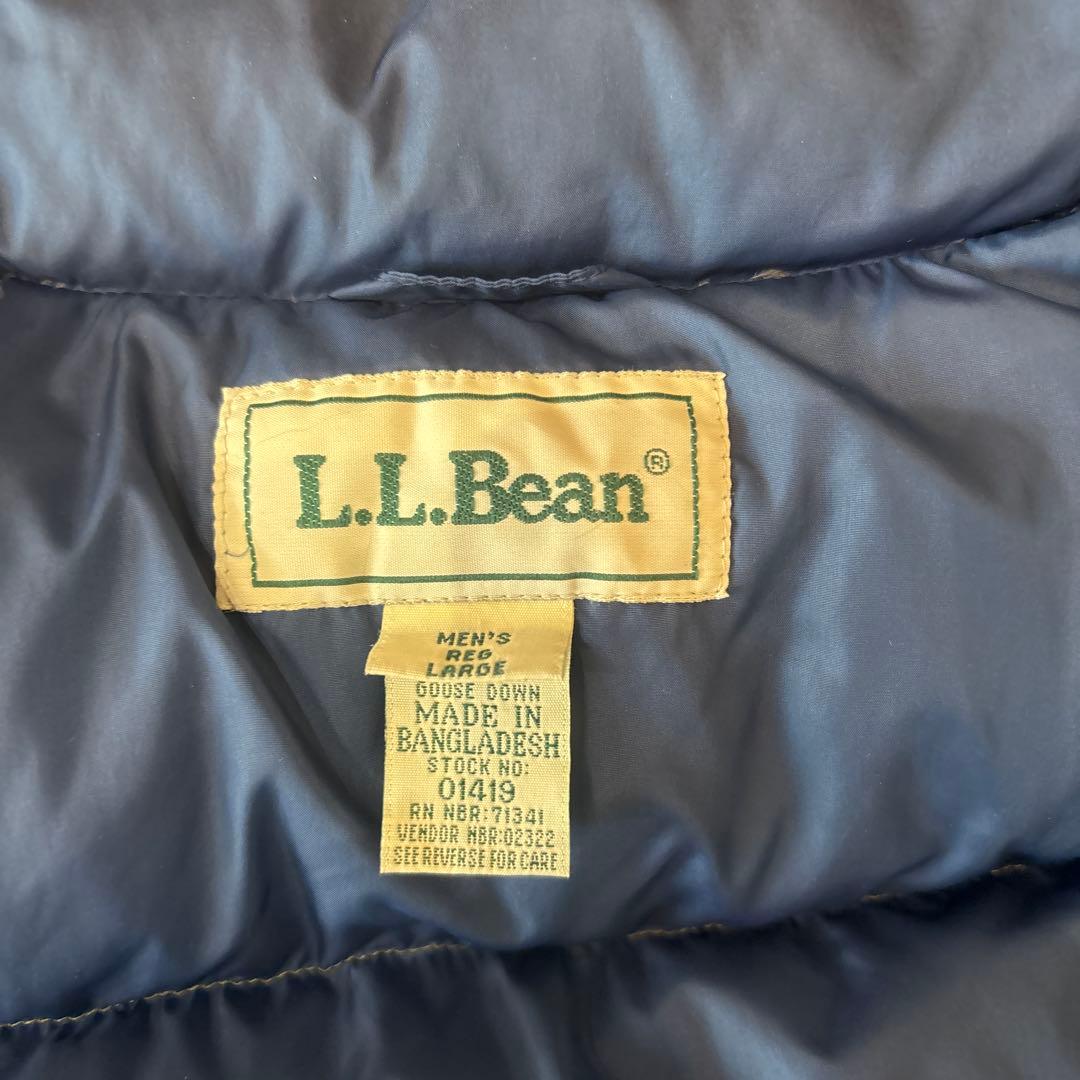 L.L.Bean®
MEN'S
REG
LARGE
GOOSE DOWN
MADE IN
BANGLADESH
STOCK NO:
01419
RN NBR:71341
VENDOR NBR:02322
SEE REVERSE FOR CARE